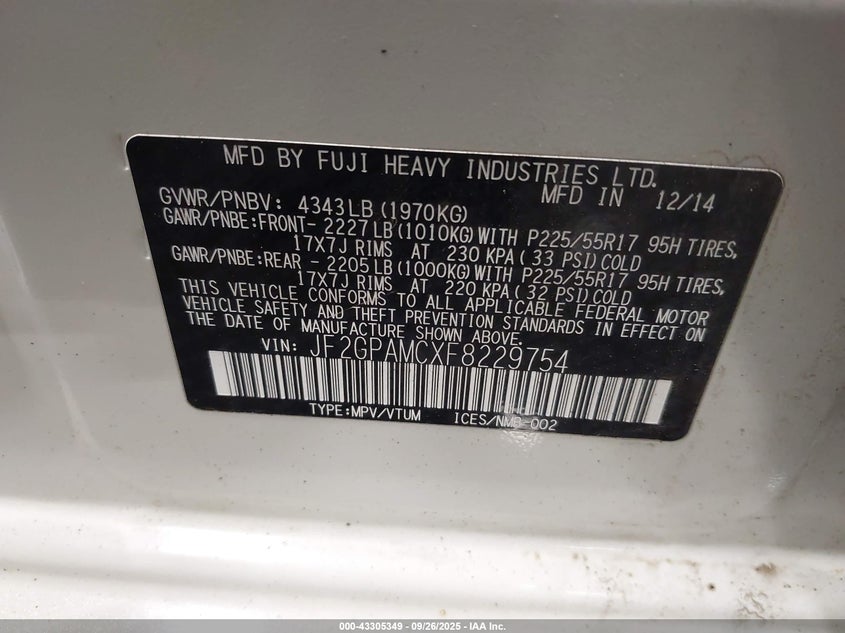 MFD BY FUJI HEAVY INDUSTRIES LTD.
GVWR/PNBV: 4343LB(1970KG) MFD IN 12/14
GAWR/PNBE:FRONT- 2227LB(1010KG)WITH P225/55R17 95H TIRES,
17X7J RIMS AT 230 KPA(33 PSI)COLD
GAWR/PNBE:REAR - 2205LB(1000KG)WITH P225/55R17 95H TIRES,
17X7J RIMS AT 220 KPA(32 PSI)COLD
THIS VEHICLE CONFORMS TO ALL APPLICABLE FEDERAL MOTOR
VEHICLE SAFETY AND THEFT PREVENTION STANDARDS IN EFFECT ON
THE DATE OF MANUFACTURE SHOWN ABOVE.
VIN: JF2GPAMCXF8229754
TYPE:MPV/VTUM ICES/NMB-002
000-43305349 - 09/26/2025 - IAA Inc.